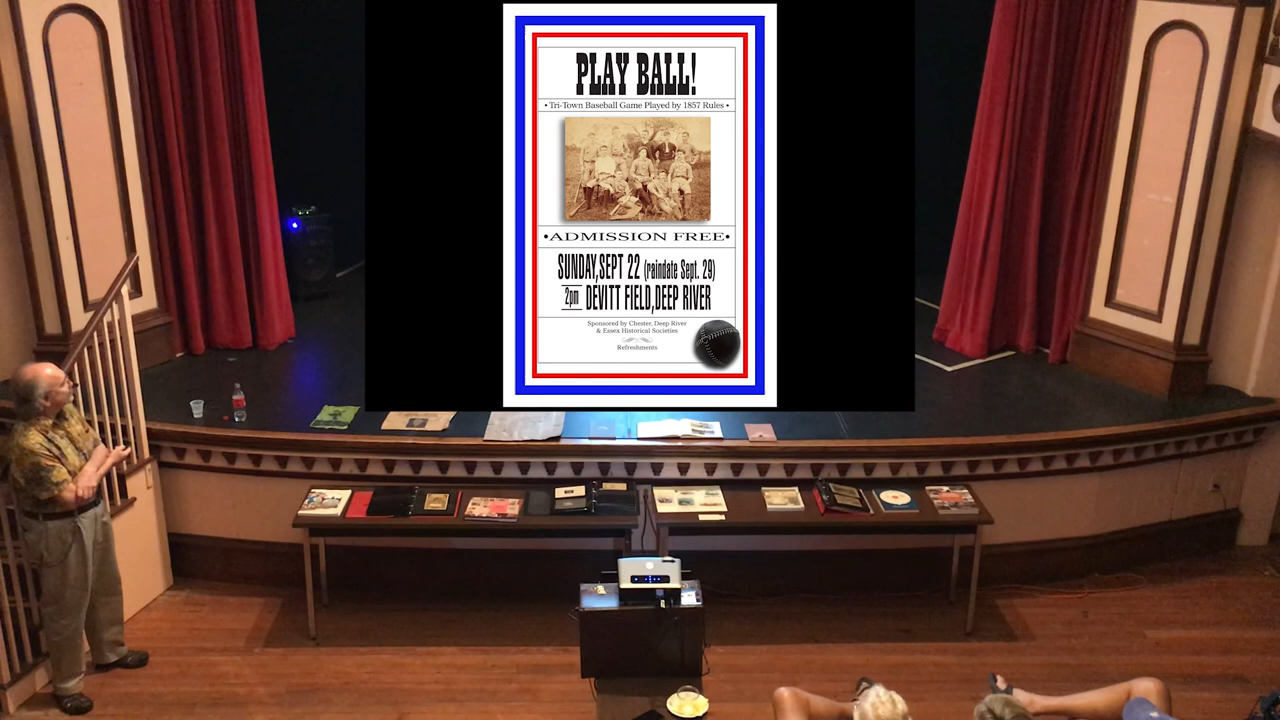 PLAY BALL!
• Tri-Town Baseball Game Played by 1857 Rules •
•ADMISSION FREE•
SUNDAY,SEPT 22 (raindate Sept. 29)
2pm DEVITT FIELD,DEEP RIVER
Sponsored by Chester, Deep River
& Essex Historical Societies
Refreshments